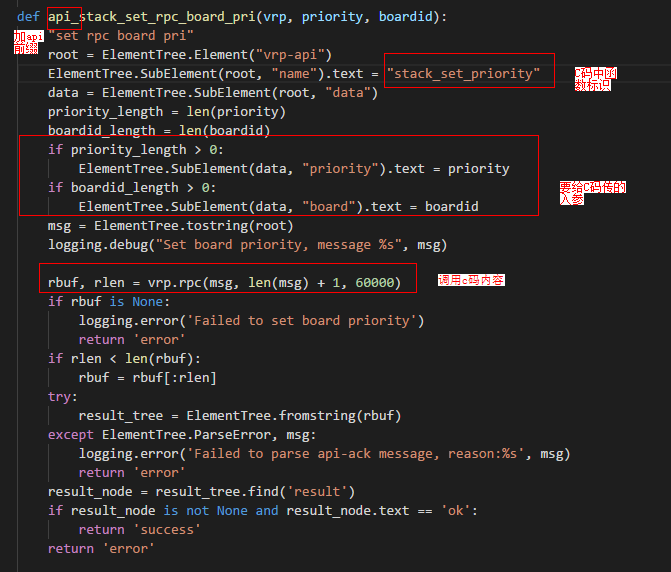 def api_stack_set_rpc_board_pri(vrp, priority, boardid):
加api
前缀
    "set rpc board pri"
    root = ElementTree.Element("vrp-api")
    ElementTree.SubElement(root, "name").text = "stack_set_priority"
C码中函
数标识
    data = ElementTree.SubElement(root, "data")
    priority_length = len(priority)
    boardid_length = len(boardid)
    if priority_length > 0:
        ElementTree.SubElement(data, "priority").text = priority
    if boardid_length > 0:
        ElementTree.SubElement(data, "board").text = boardid
要给C码传的
入参
    msg = ElementTree.tostring(root)
    logging.debug("Set board priority, message %s", msg)
    rbuf, rlen = vrp.rpc(msg, len(msg) + 1, 60000)
调用c码内容
    if rbuf is None:
        logging.error('Failed to set board priority')
        return 'error'
    if rlen < len(rbuf):
        rbuf = rbuf[:rlen]
    try:
        result_tree = ElementTree.fromstring(rbuf)
    except ElementTree.ParseError, msg:
        logging.error('Failed to parse api-ack message, reason:%s', msg)
        return 'error'
    result_node = result_tree.find('result')
    if result_node is not None and result_node.text == 'ok':
        return 'success'
    return 'error'